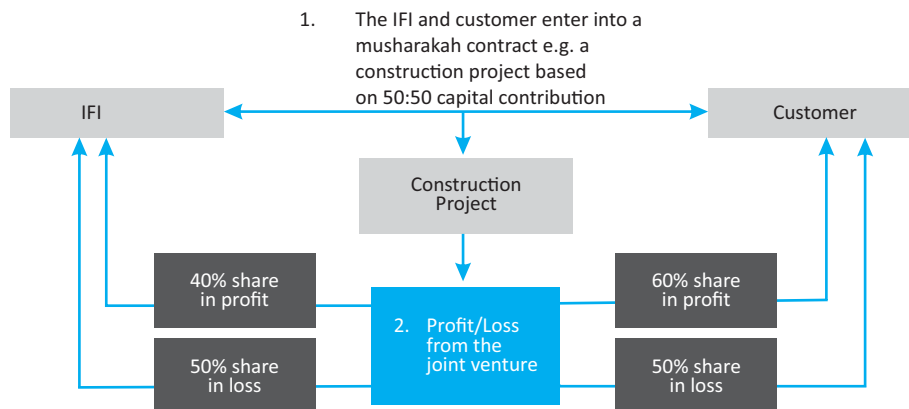 1. The IFI and customer enter into a
musharakah contract e.g. a
construction project based
on 50:50 capital contribution
IFI
Customer
Construction
Project
40% share
in profit
60% share
in profit
2. Profit/Loss
from the
joint venture
50% share
in loss
50% share
in loss